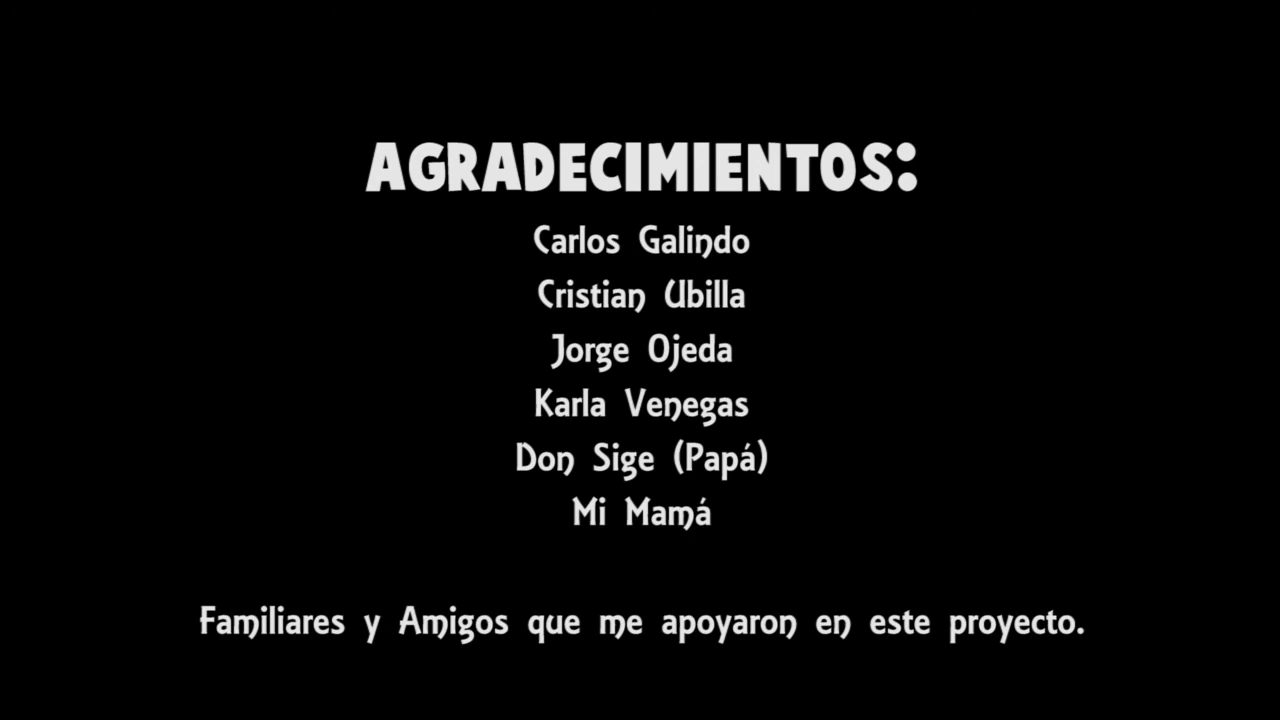 AGRADECIMIENTOS:
Carlos Galindo
Cristian Ubilla
Jorge Ojeda
Karla Venegas
Don Sige (Papá)
Mi Mamá
Familiares y Amigos que me apoyaron en este proyecto.